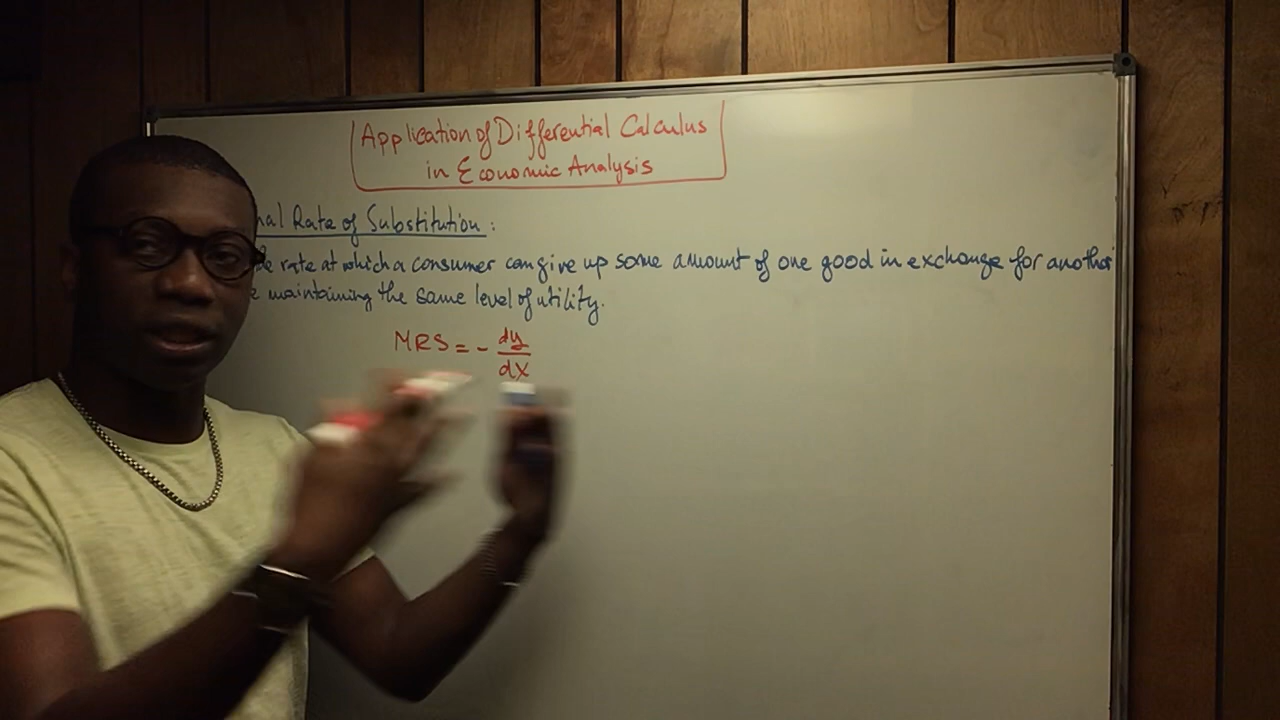 Application of Differential Calculus
in Economic Analysis
nal Rate of Substitution:
rate at which a consumer can give up some amount of one good in exchange for another
maintaining the same level of utility.
MRS = - dy
dx